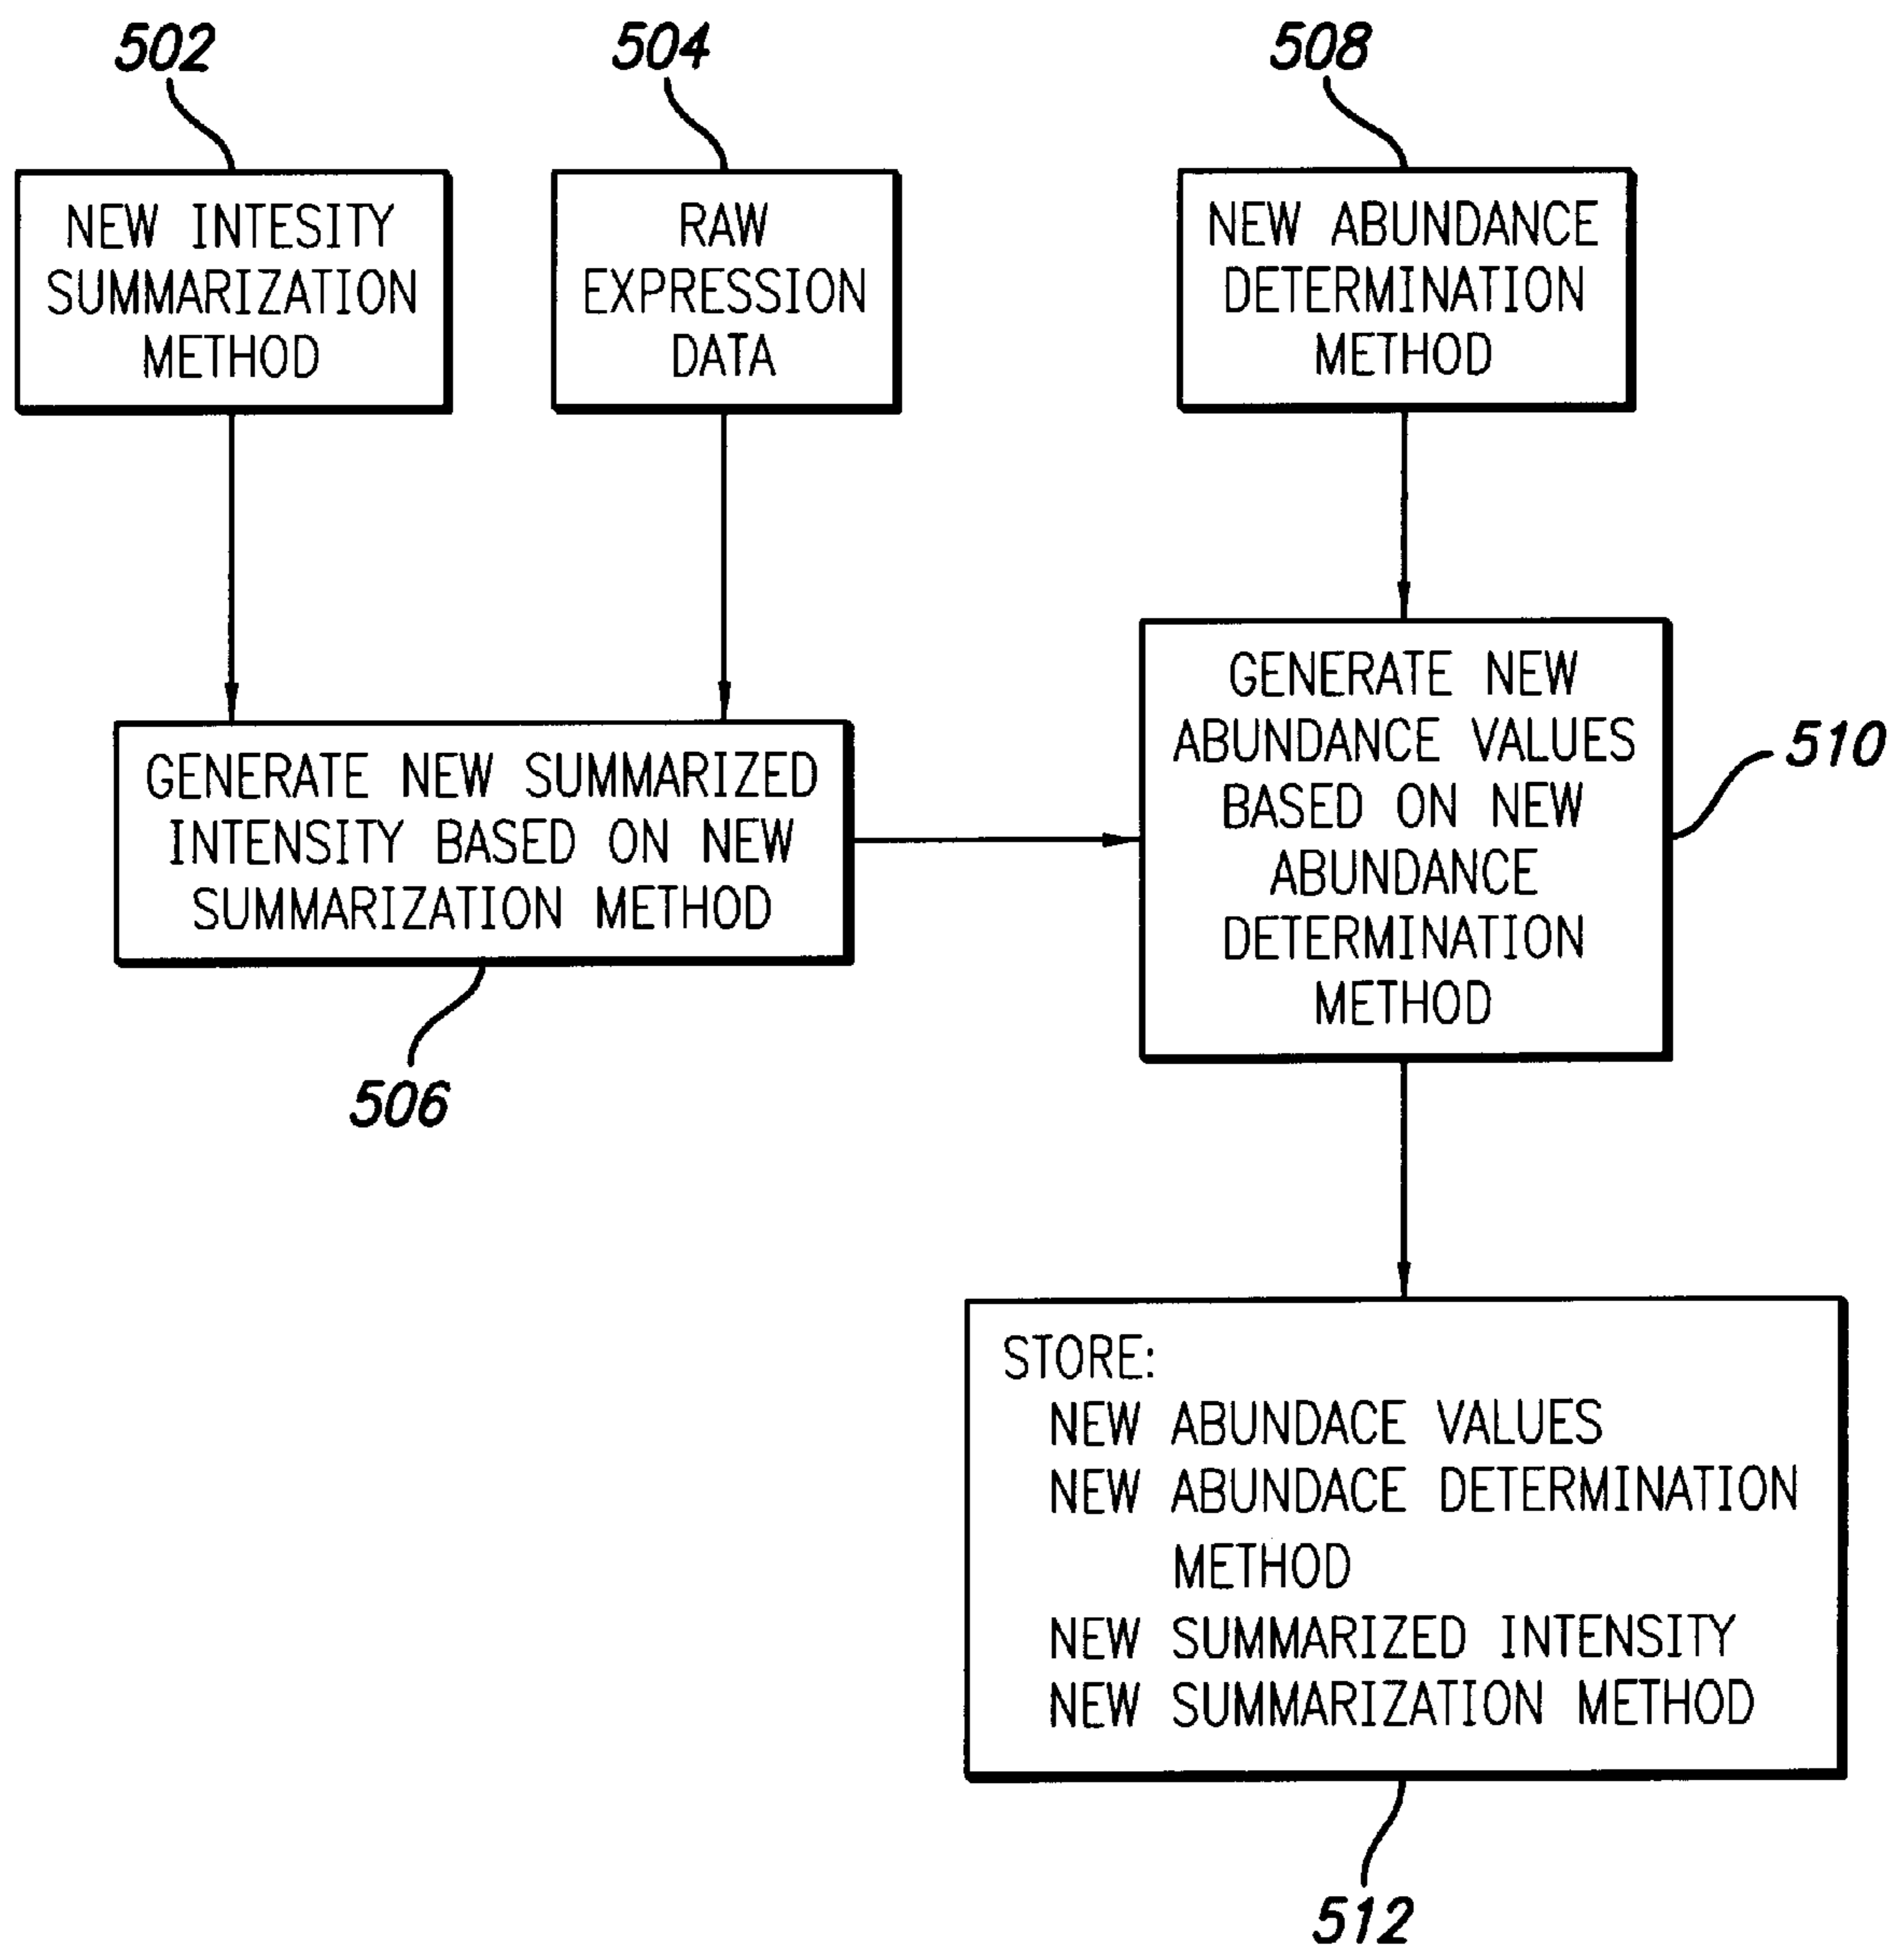 502
504
508
NEW INTESITY
SUMMARIZATION
METHOD
RAW
EXPRESSION
DATA
NEW ABUNDANCE
DETERMINATION
METHOD
GENERATE NEW SUMMARIZED
INTENSITY BASED ON NEW
SUMMARIZATION METHOD
506
GENERATE NEW
ABUNDANCE VALUES
BASED ON NEW
ABUNDANCE
DETERMINATION
METHOD
510
STORE:
NEW ABUNDACE VALUES
NEW ABUNDACE DETERMINATION
METHOD
NEW SUMMARIZED INTENSITY
NEW SUMMARIZATION METHOD
512